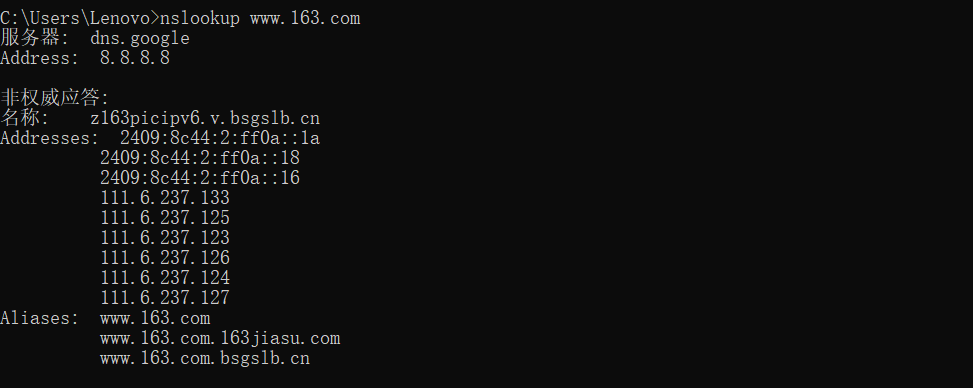 C:\Users\Lenovo>nslookup www.163.com
服务器:  dns.google
Address:  8.8.8.8
非权威应答:
名称:    z163picipv6.v.bsgslb.cn
Addresses:  2409:8c44:2:ff0a::1a
2409:8c44:2:ff0a::18
2409:8c44:2:ff0a::16
111.6.237.133
111.6.237.125
111.6.237.123
111.6.237.126
111.6.237.124
111.6.237.127
Aliases:  www.163.com
www.163.com.163jiasu.com
www.163.com.bsgslb.cn